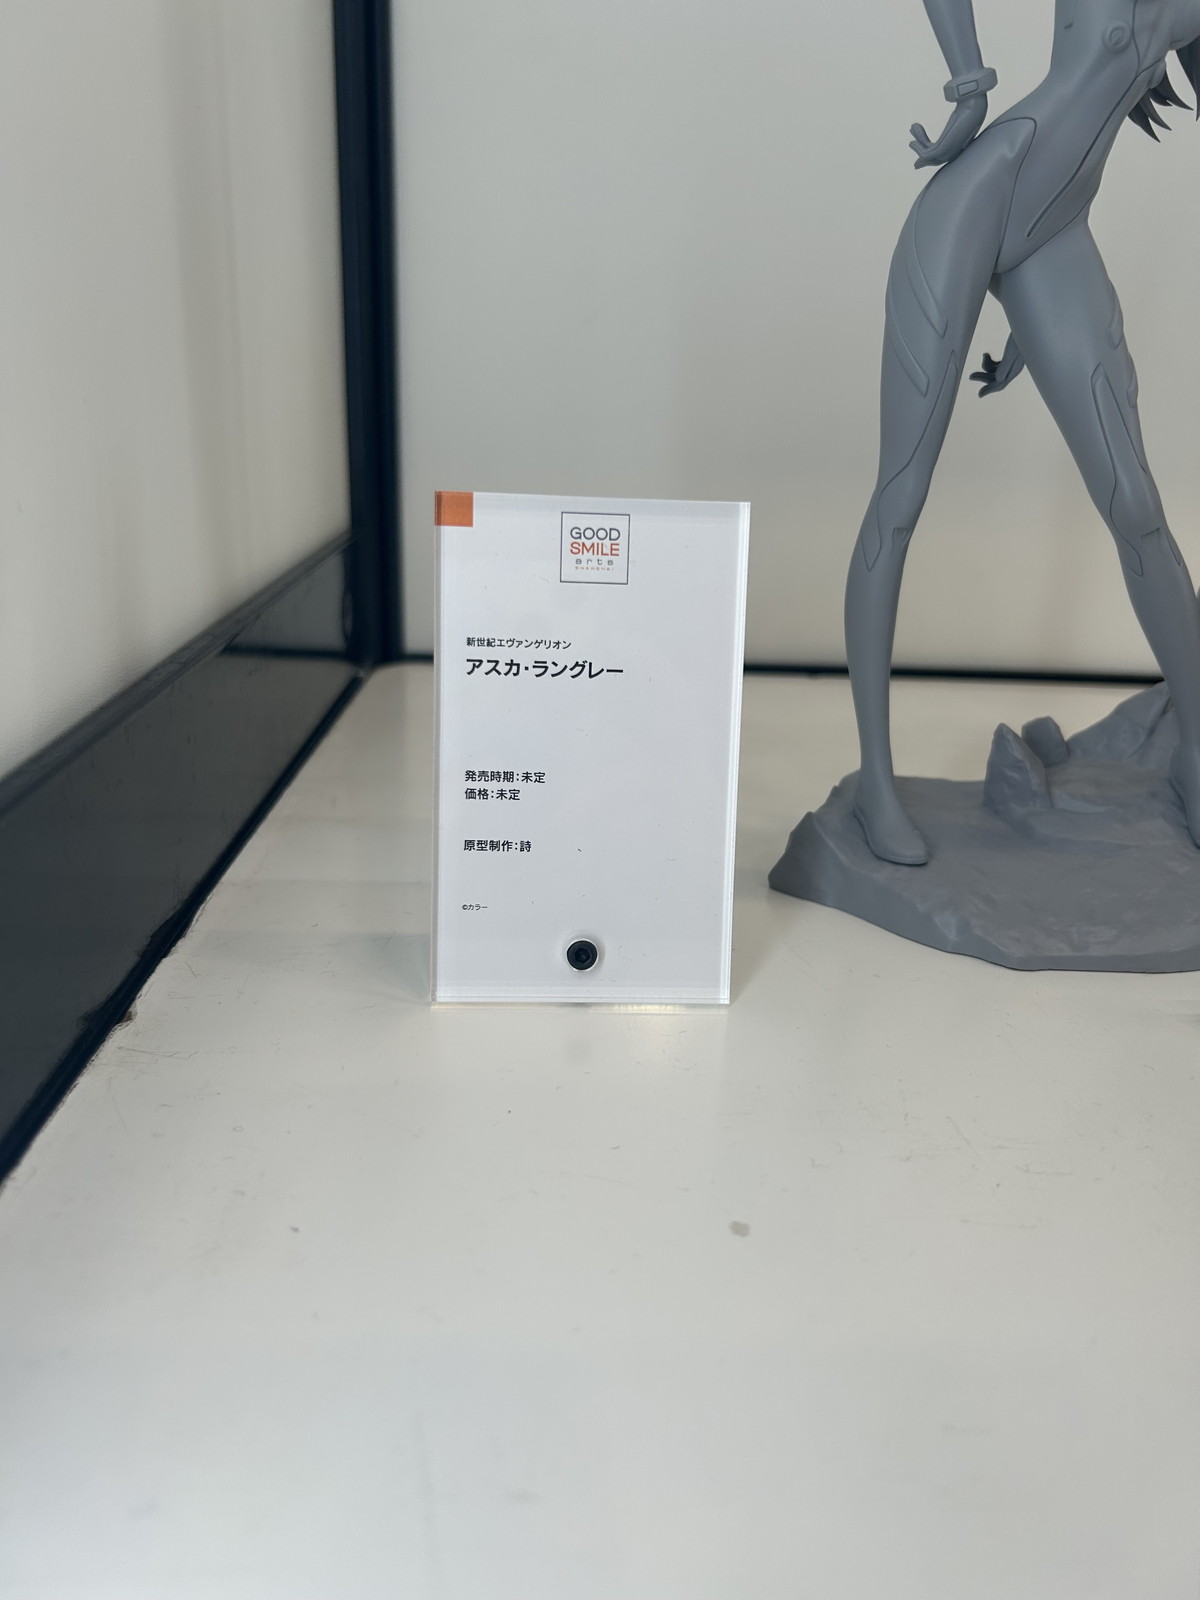 GOOD
SMILE
arts
SHANGHAI
新世紀エヴァンゲリオン
アスカ・ラングレー
発売時期：未定
価格：未定
原型制作：詩
©カラー